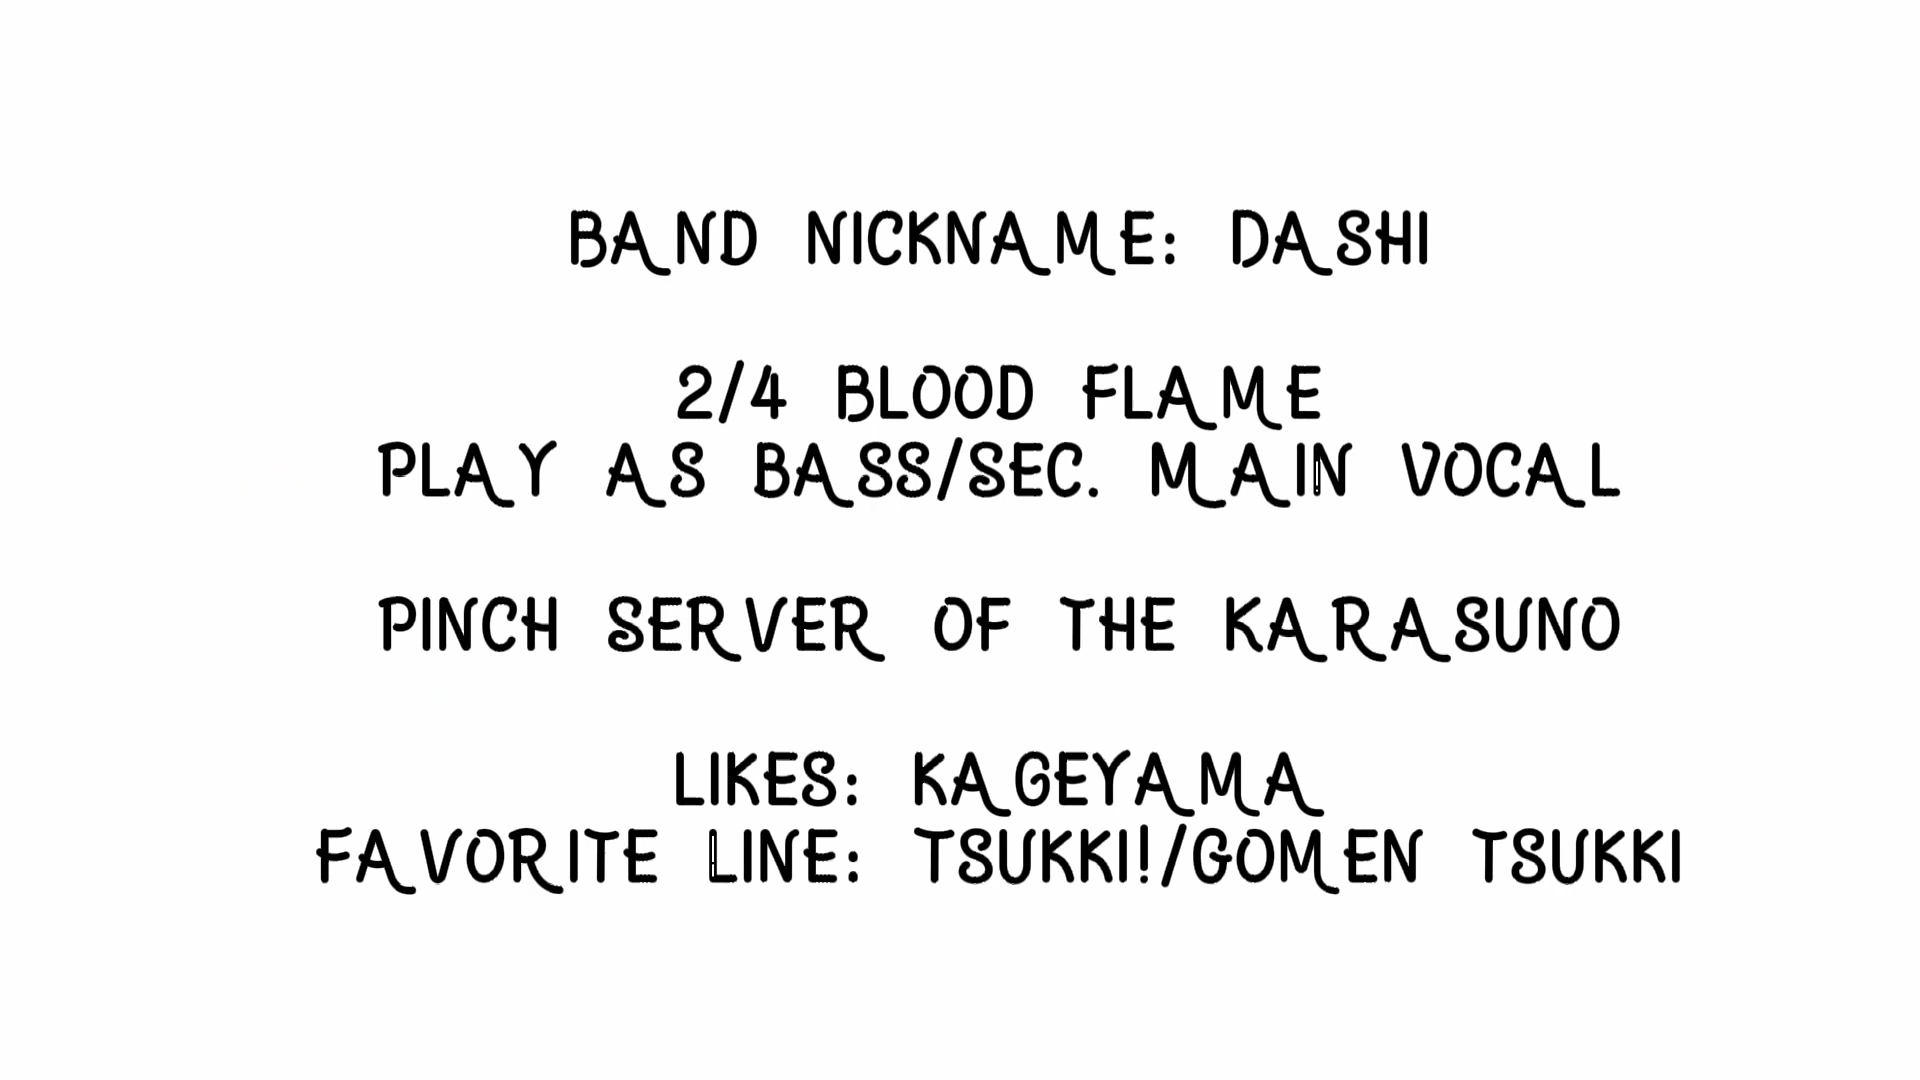 BAND NICKNAME: DASHI
2/4 BLOOD FLAME
PLAY AS BASS/SEC. MAIN VOCAL
PINCH SERVER OF THE KARASUNO
LIKES: KAGEYAMA
FAVORITE LINE: TSUKKI!/GOMEN TSUKKI